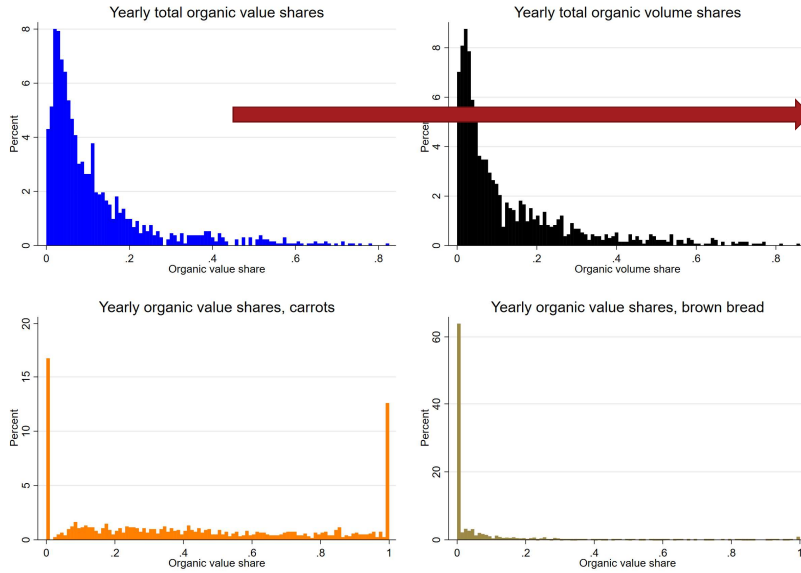 Yearly total organic value shares
8
6
4
2
0
Percent
0 .2 .4 .6 .8
Organic value share
Yearly total organic volume shares
8
6
4
2
0
Percent
0 .2 .4 .6 .8
Organic volume share
Yearly organic value shares, carrots
20
15
10
5
0
Percent
0 .2 .4 .6 .8 1
Organic value share
Yearly organic value shares, brown bread
60
40
20
0
Percent
0 .2 .4 .6 .8 1
Organic value share